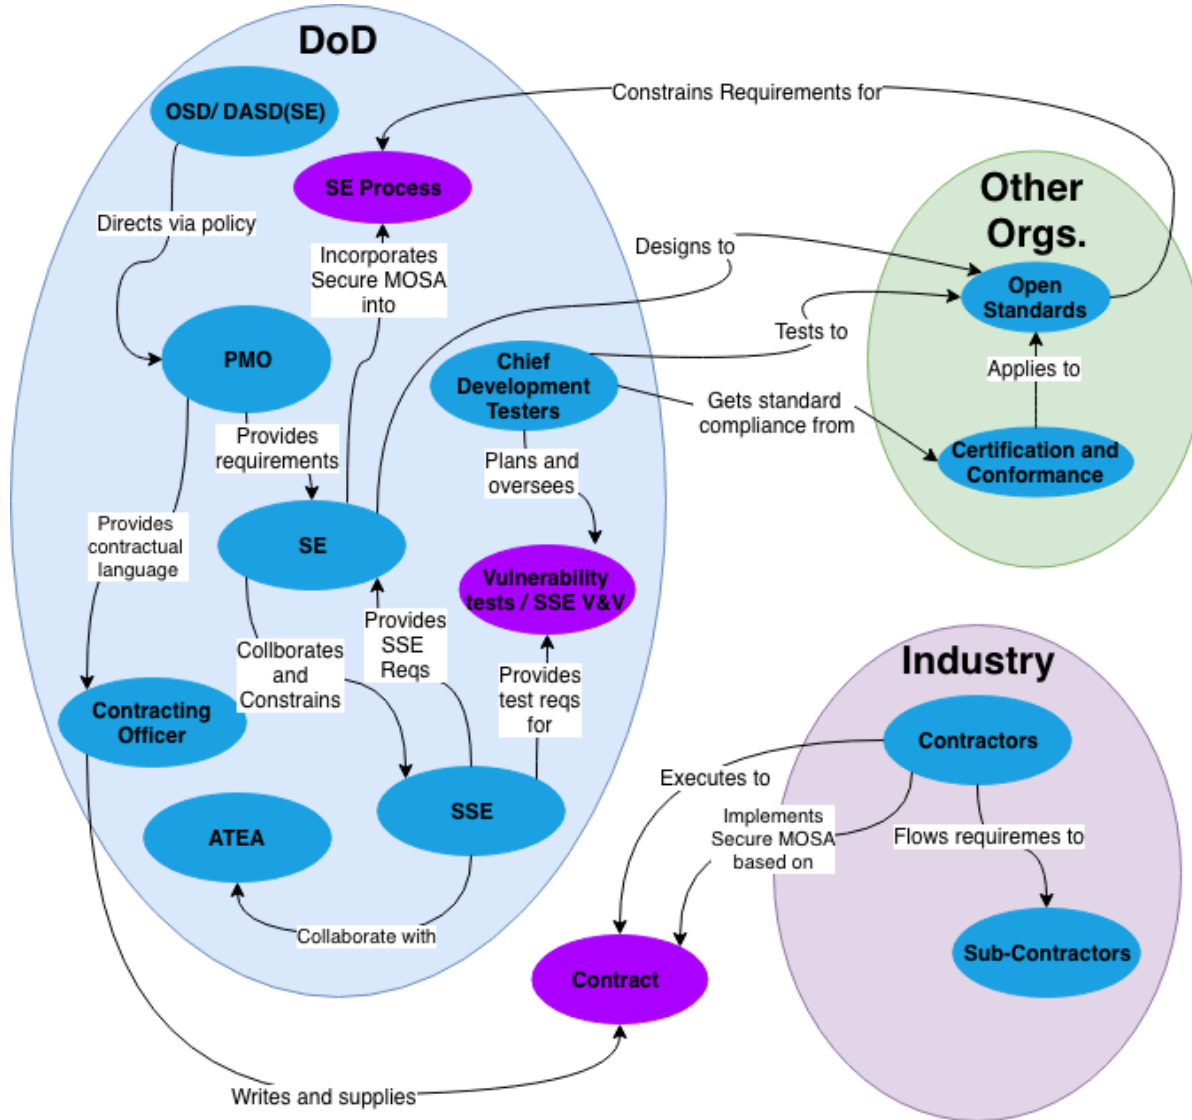 DoD
OSD/ DASD(SE)
Constrains Requirements for
SE Process
Other
Orgs.
Directs via policy
Incorporates
Secure MOSA
into
Designs to
Open
Standards
Tests to
PMO
Chief
Development
Testers
Applies to
Gets standard
compliance from
Provides
requirements
Certification and
Conformance
Plans and
oversees
Provides
contractual
language
SE
Vulnerability
tests / SSE V&V
Provides
SSE
Reqs
Collborates
and
Constrains
Provides
test reqs
for
Industry
Contracting
Officer
Contractors
Executes to
SSE
ATEA
Implements
Secure MOSA
based on
Flows requiremes to
Collaborate with
Sub-Contractors
Contract
Writes and supplies